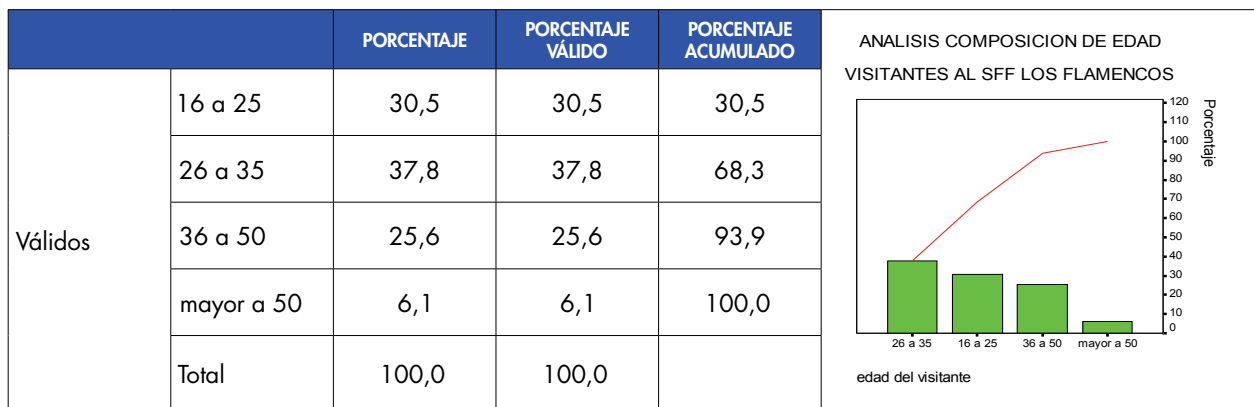 PORCENTAJE PORCENTAJE VÁLIDO PORCENTAJE ACUMULADO
Válidos
16 a 25 30,5 30,5 30,5
26 a 35 37,8 37,8 68,3
36 a 50 25,6 25,6 93,9
mayor a 50 6,1 6,1 100,0
Total 100,0 100,0
ANALISIS COMPOSICION DE EDAD
VISITANTES AL SFF LOS FLAMENCOS
120
110
100
90
80
70
60
50
40
30
20
10
0
Porcentaje
26 a 35 16 a 25 36 a 50 mayor a 50
edad del visitante